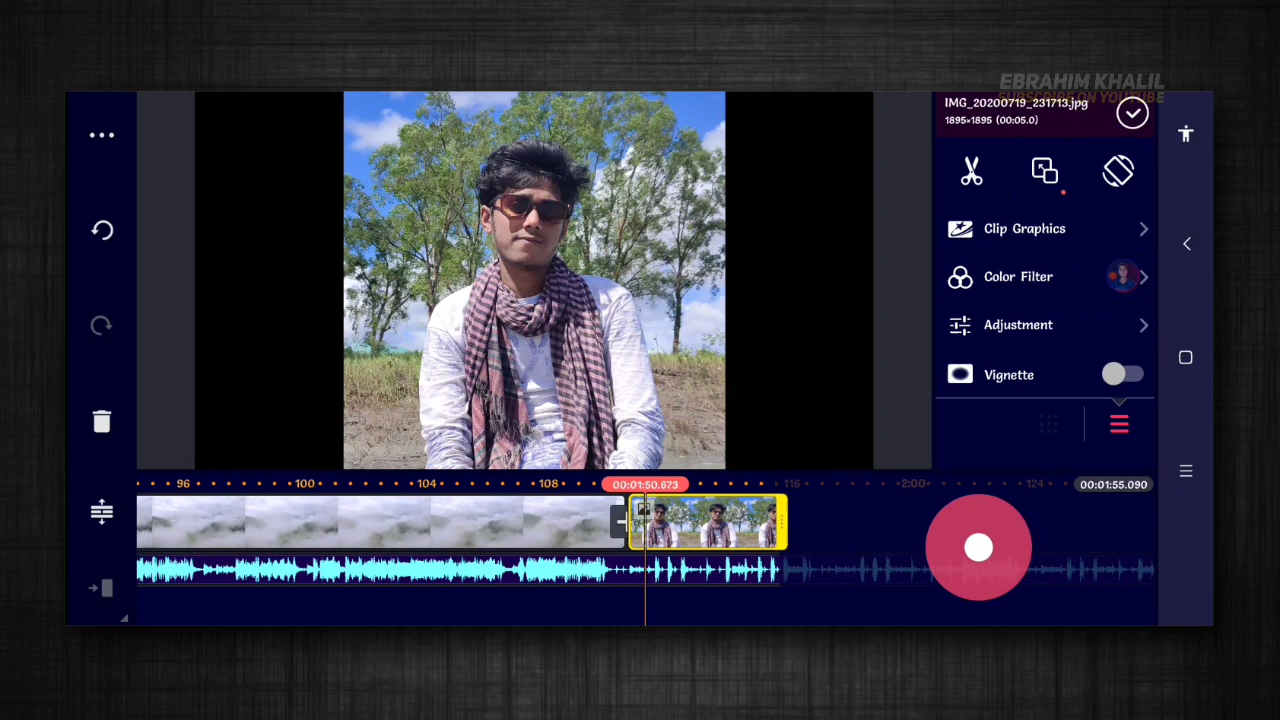 EBRAHIM KHALIL
SUBSCRIBE ON YOUTUBE
IMG_20200719_231713.jpg
1895×1895 (00:05.0)
Clip Graphics
Color Filter
Adjustment
Vignette
96 100 104 108 00:01:50.673 116 2:00 124 00:01:55.090